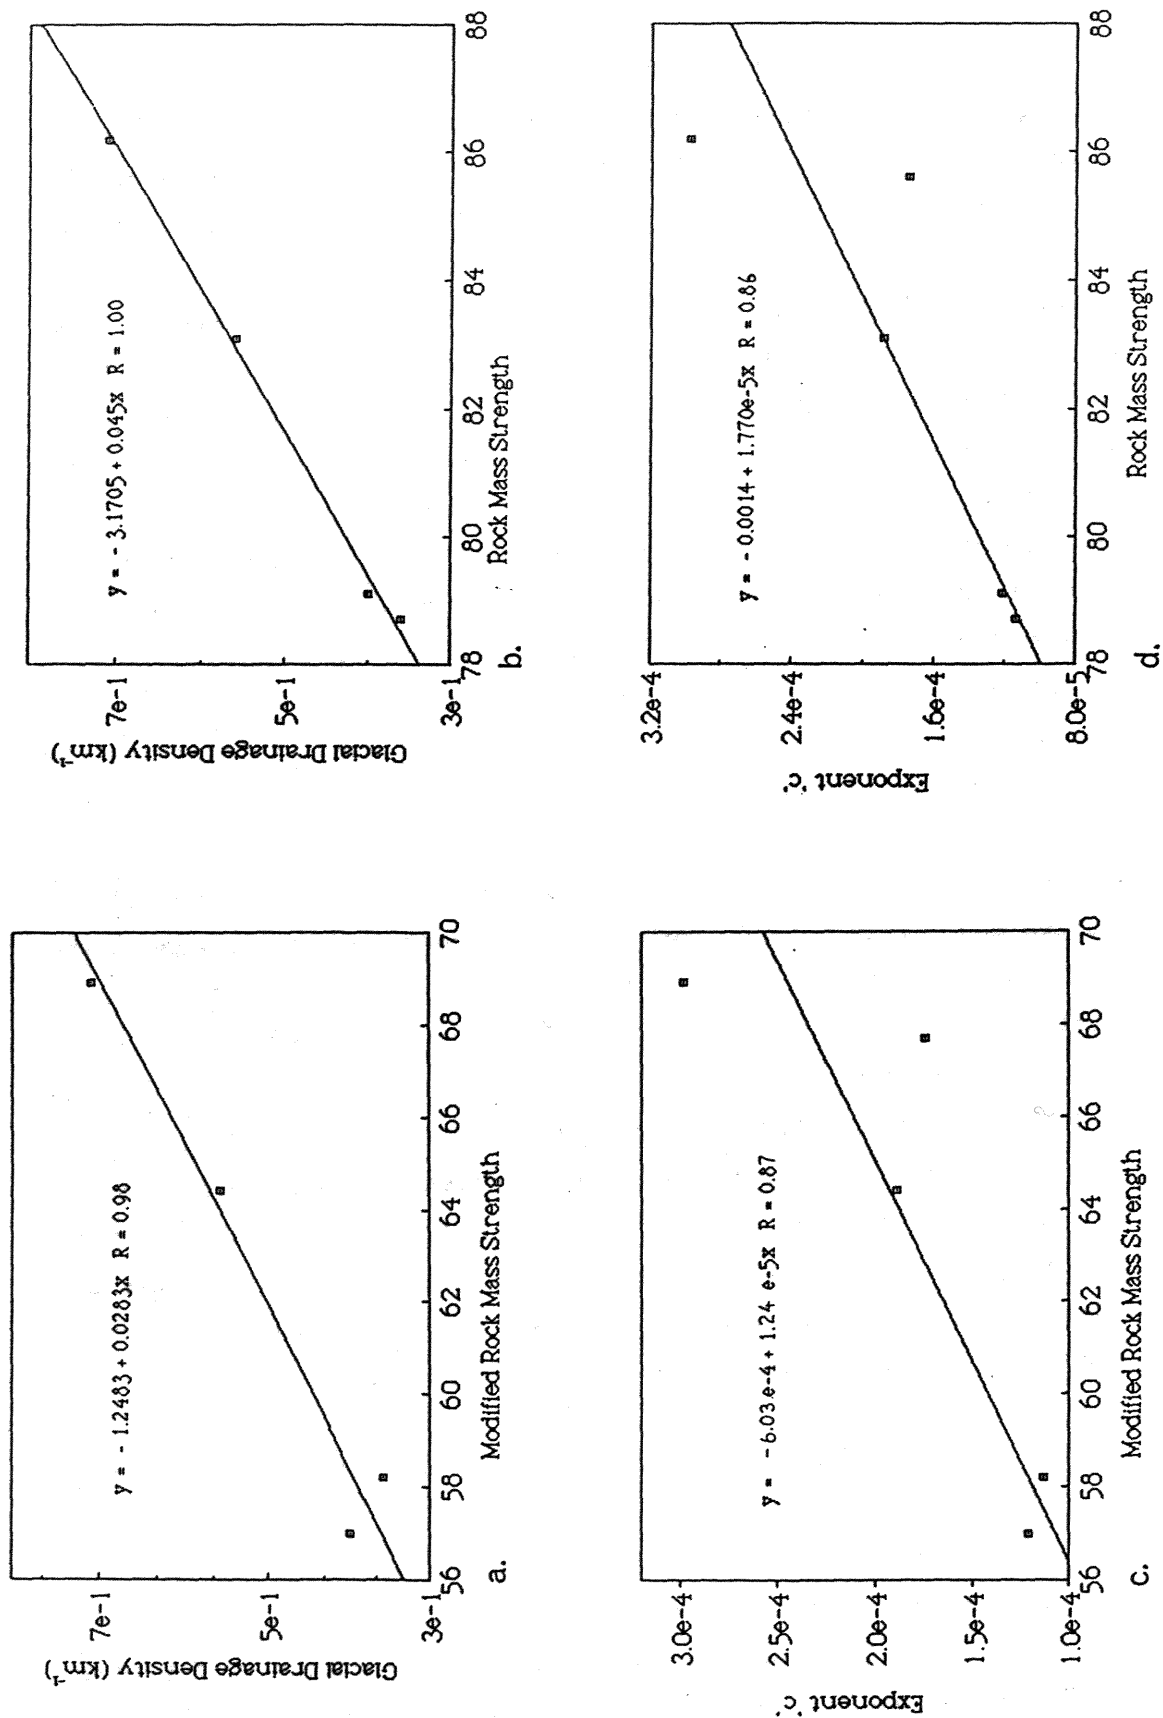 Glacial Drainage Density (km⁻¹)
7e-1
5e-1
3e-1
y = - 1.2483 + 0.0283x R = 0.98
56 58 60 62 64 66 68 70
Modified Rock Mass Strength
a.
Glacial Drainage Density (km⁻¹)
7e-1
5e-1
3e-1
y = - 3.1705 + 0.045x R = 1.00
78 80 82 84 86 88
Rock Mass Strength
b.
Exponent 'c'
3.0e-4
2.5e-4
2.0e-4
1.5e-4
1.0e-4
y = -6.03.e-4 + 1.24 e-5x R = 0.87
56 58 60 62 64 66 68 70
Modified Rock Mass Strength
c.
Exponent 'c'
3.2e-4
2.4e-4
1.6e-4
8.0e-5
y = - 0.0014 + 1.770e-5x R = 0.86
78 80 82 84 86 88
Rock Mass Strength
d.